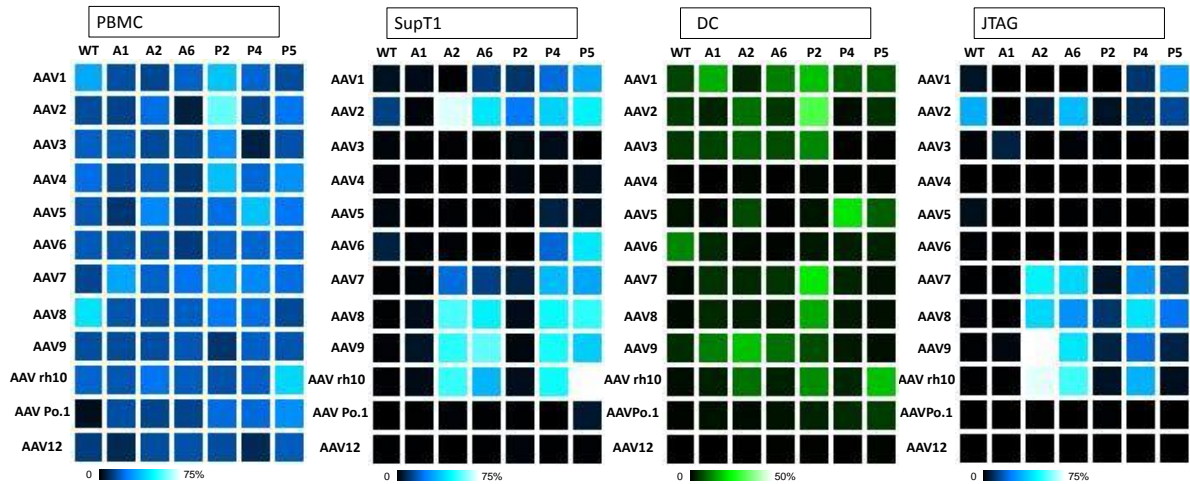 PBMC
WT A1 A2 A6 P2 P4 P5
AAV1
AAV2
AAV3
AAV4
AAV5
AAV6
AAV7
AAV8
AAV9
AAV rh10
AAV Po.1
AAV12
0 75%
SupT1
WT A1 A2 A6 P2 P4 P5
AAV1
AAV2
AAV3
AAV4
AAV5
AAV6
AAV7
AAV8
AAV9
AAV rh10
AAV Po.1
AAV12
0 75%
DC
WT A1 A2 A6 P2 P4 P5
AAV1
AAV2
AAV3
AAV4
AAV5
AAV6
AAV7
AAV8
AAV9
AAV rh10
AAVPo.1
AAV12
0 50%
JTAG
WT A1 A2 A6 P2 P4 P5
AAV1
AAV2
AAV3
AAV4
AAV5
AAV6
AAV7
AAV8
AAV9
AAV rh10
AAVPo.1
AAV12
0 75%